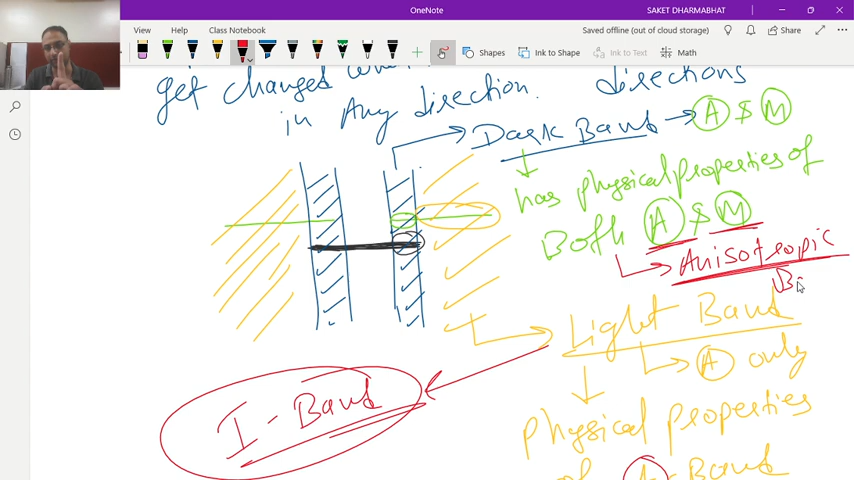 OneNote
SAKET DHARMABHAT
View Help Class Notebook
Saved offline (out of cloud storage)
Share
Shapes
Ink to Shape
Ink to Text
Math
get changed
directions
in Any direction.
Dark Band → A & M
has physical properties of
Both A & M
Anisotropic
B
Light Band
A only
I - Band
physical properties
of A - Band